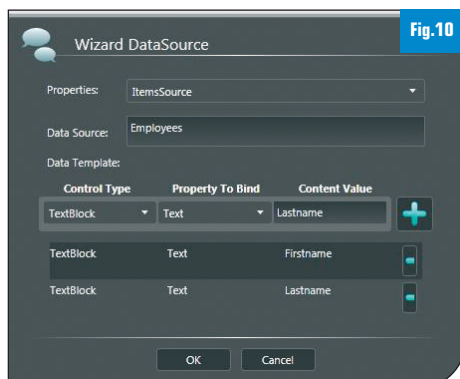 Fig.10
Wizard DataSource
Properties: ItemsSource
Data Source: Employees
Data Template:
Control Type Property To Bind Content Value
TextBlock Text Lastname
TextBlock Text Firstname
TextBlock Text Lastname
OK Cancel